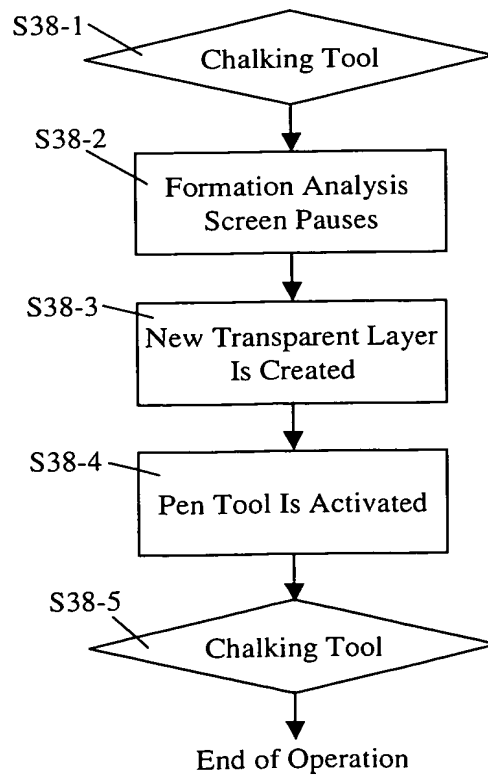 S38-1
Chalking Tool
S38-2
Formation Analysis
Screen Pauses
S38-3
New Transparent Layer
Is Created
S38-4
Pen Tool Is Activated
S38-5
Chalking Tool
End of Operation